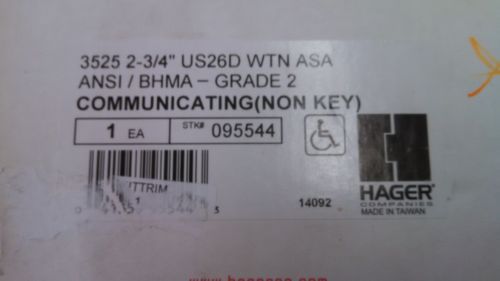 3525 2-3/4" US26D WTN ASA
ANSI / BHMA – GRADE 2
COMMUNICATING(NON KEY)
1 EA STK# 095544
HAGER
COMPANIES
MADE IN TAIWAN
14092